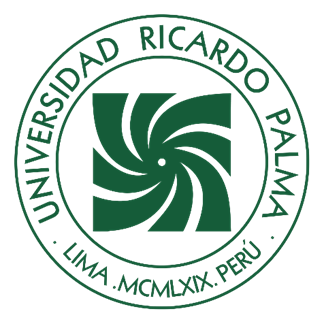 UNIVERSIDAD RICARDO PALMA
· LIMA . MCMLXIX. PERÚ ·